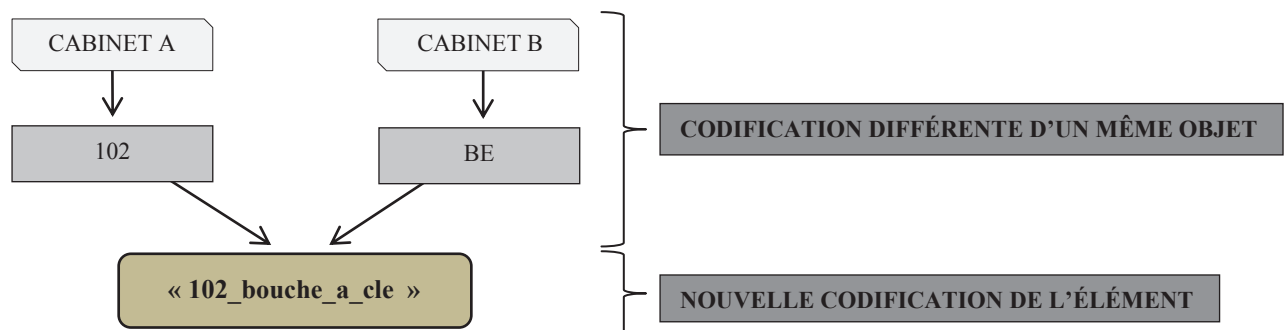 CABINET A
CABINET B
102
BE
CODIFICATION DIFFÉRENTE D’UN MÊME OBJET
« 102_bouche_a_cle »
NOUVELLE CODIFICATION DE L’ÉLÉMENT